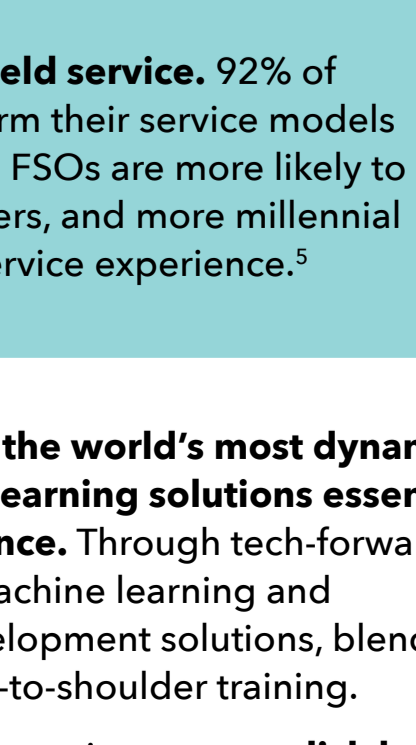 eld service. 92% of
rm their service models
FSOs are more likely to
ers, and more millennial
ervice experience.5
the world's most dynan
earning solutions essen
nce. Through tech-forwa
achine learning and
elopment solutions, blend
-to-shoulder training.